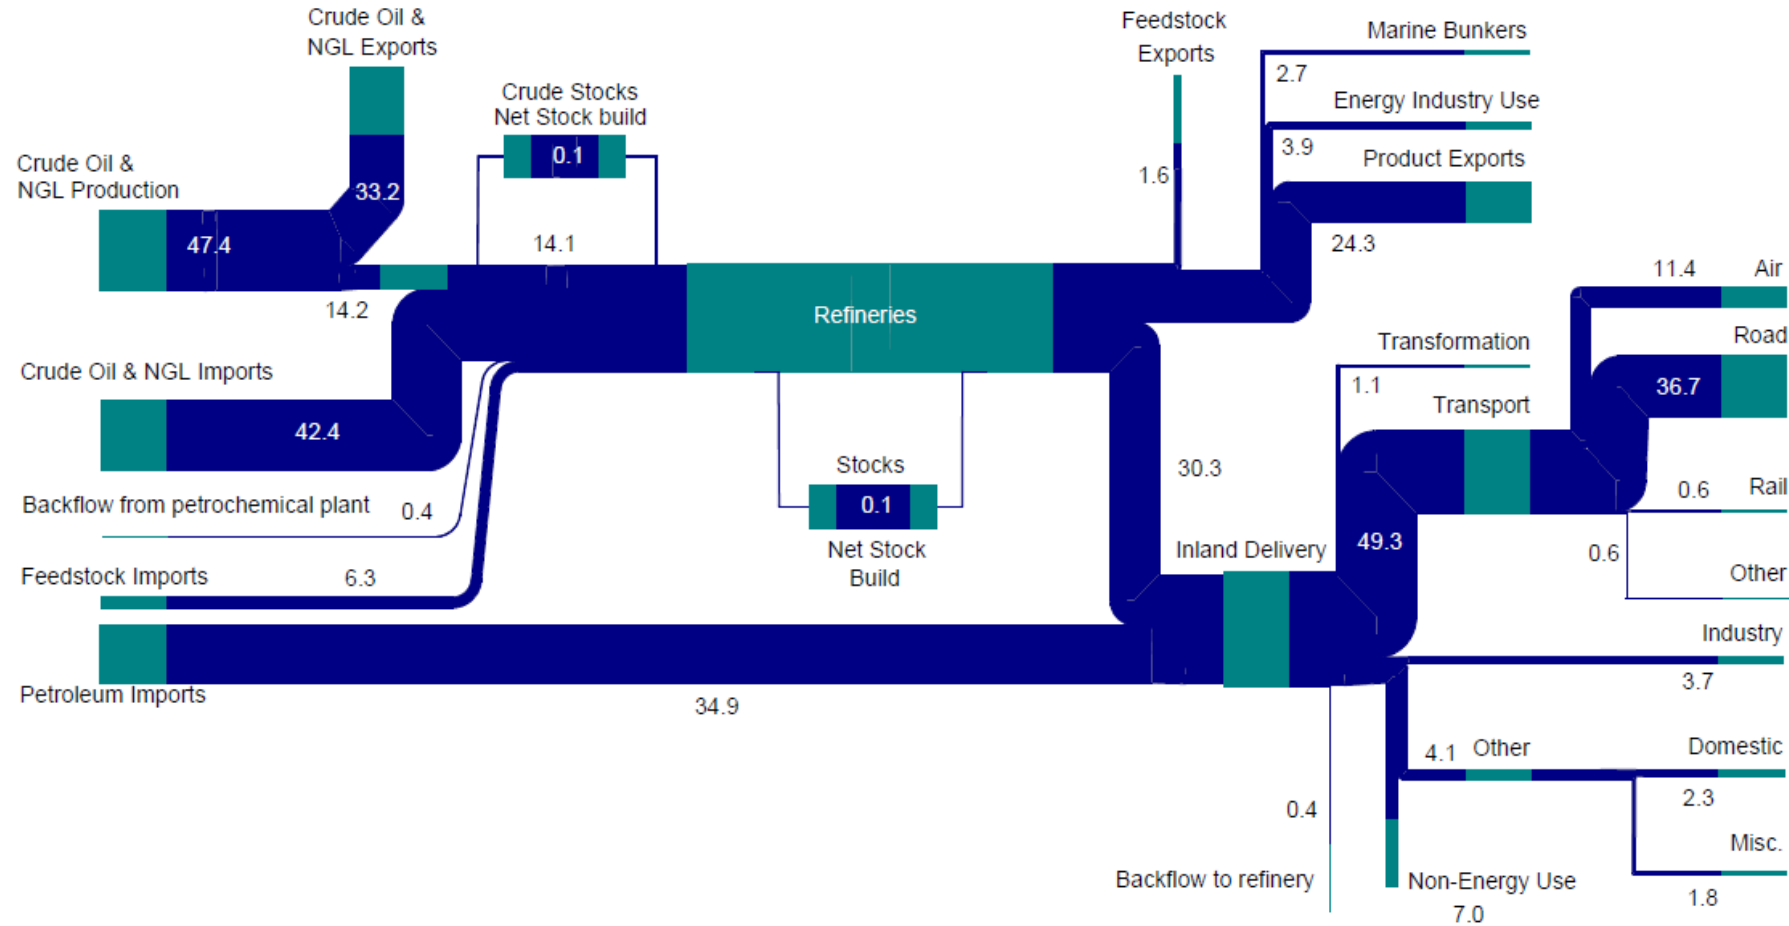 Crude Oil &
NGL Exports
Feedstock
Exports
Marine Bunkers
2.7
Crude Stocks
Net Stock build
0.1
Energy Industry Use
3.9
Product Exports
24.3
Crude Oil &
NGL Production
47.4
33.2
14.1
1.6
14.2
Refineries
11.4
Air
Road
36.7
Transformation
1.1
Transport
Crude Oil & NGL Imports
42.4
30.3
Stocks
0.1
Net Stock
Build
0.6
Rail
Backflow from petrochemical plant
0.4
Inland Delivery
49.3
0.6
Other
Feedstock Imports
6.3
Industry
3.7
Petroleum Imports
34.9
4.1
Other
Domestic
2.3
0.4
Misc.
1.8
Backflow to refinery
Non-Energy Use
7.0